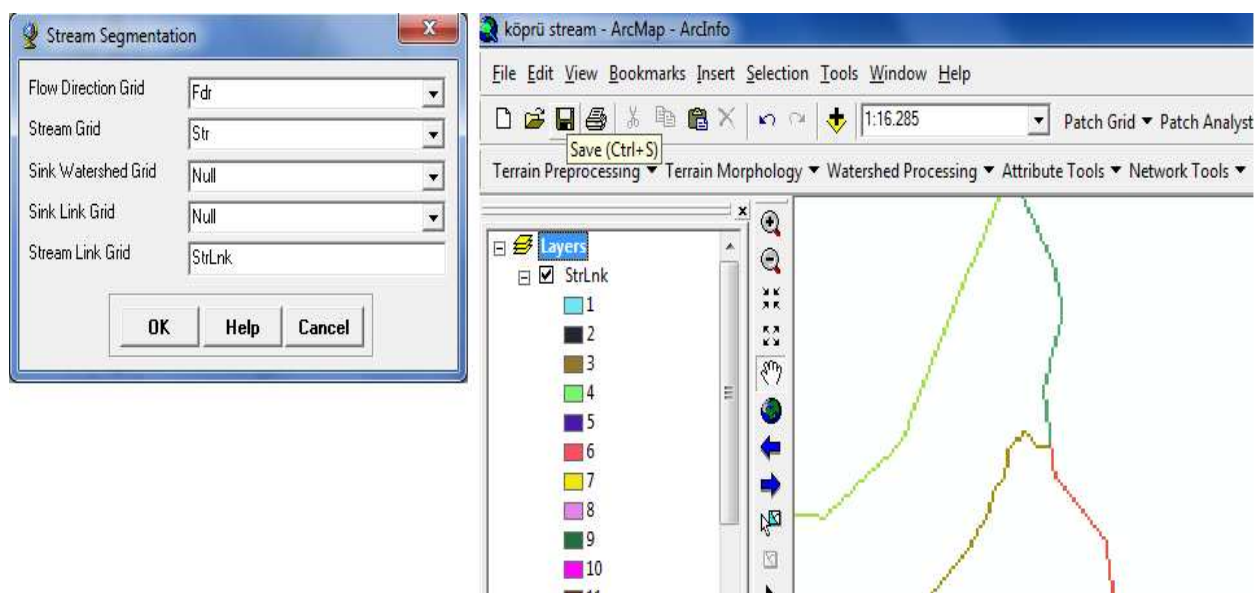 Stream Segmentation
Flow Direction Grid Fdr
Stream Grid Str
Sink Watershed Grid Null
Sink Link Grid Null
Stream Link Grid StrLnk
OK Help Cancel
köprü stream - ArcMap - ArcInfo
File Edit View Bookmarks Insert Selection Tools Window Help
1:16.285 Patch Grid Patch Analyst
Save (Ctrl+S)
Terrain Preprocessing Terrain Morphology Watershed Processing Attribute Tools Network Tools
Layers
StrLnk
1
2
3
4
5
6
7
8
9
10